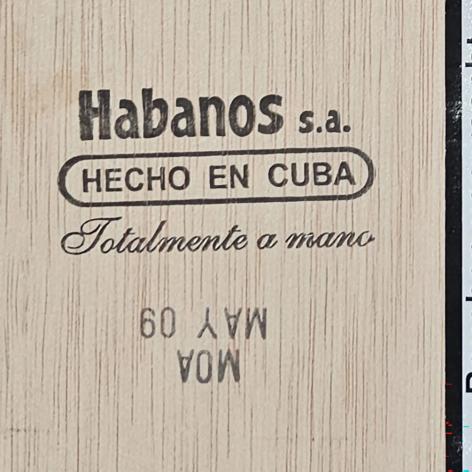 Habanos s.a.
HECHO EN CUBA
Totalmente a mano
MOA
MAY 09